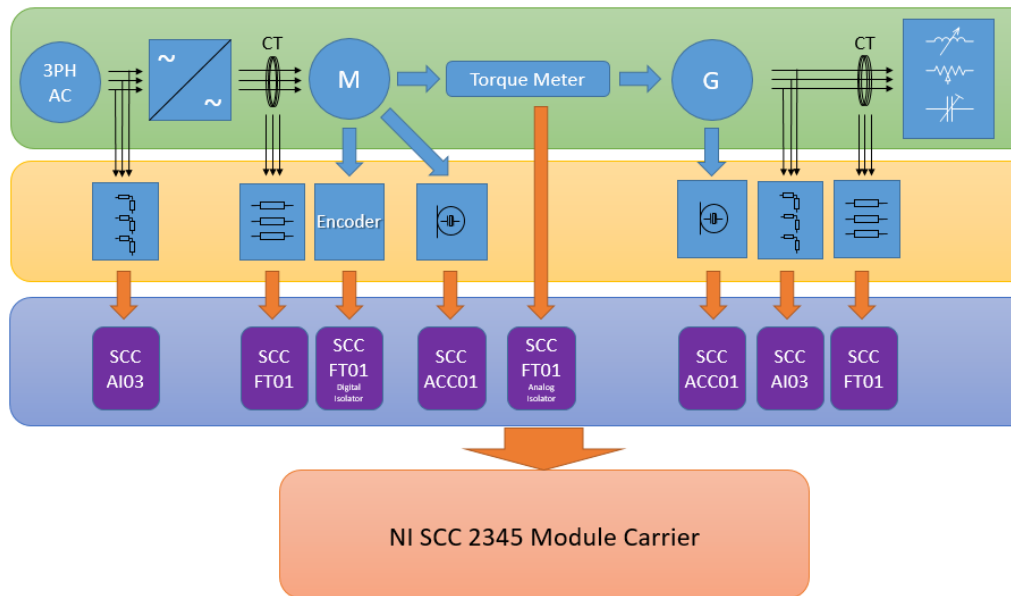 3PH
AC
~
~
CT
M
Torque Meter
G
CT
Encoder
SCC
AI03
SCC
FT01
SCC
FT01
Digital
Isolator
SCC
ACC01
SCC
FT01
Analog
Isolator
SCC
ACC01
SCC
AI03
SCC
FT01
NI SCC 2345 Module Carrier